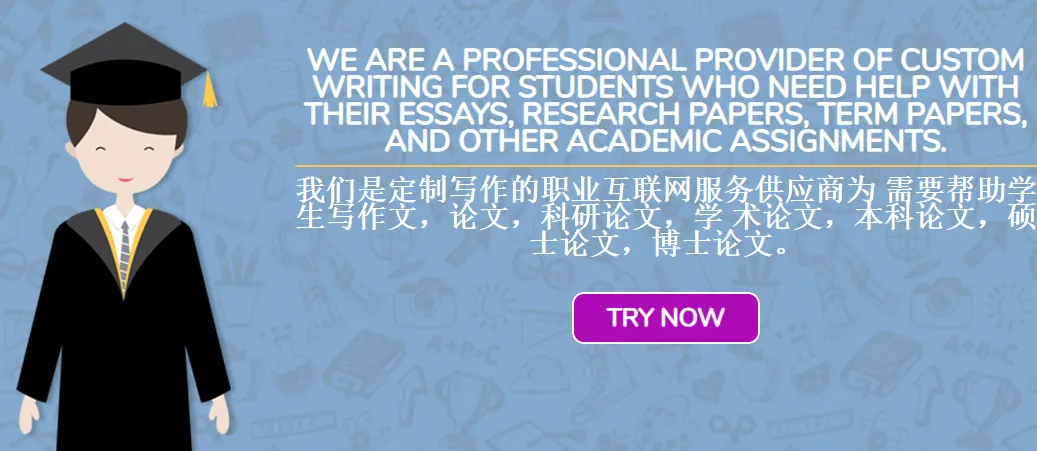 WE ARE A PROFESSIONAL PROVIDER OF CUSTOM
WRITING FOR STUDENTS WHO NEED HELP WITH
THEIR ESSAYS, RESEARCH PAPERS, TERM PAPERS,
AND OTHER ACADEMIC ASSIGNMENTS.
我们是定制写作的职业互联网服务供应商为 需要帮助学
生写作文，论文，科研论文，学 术论文，本科论文，硕
士论文，博士论文。
TRY NOW